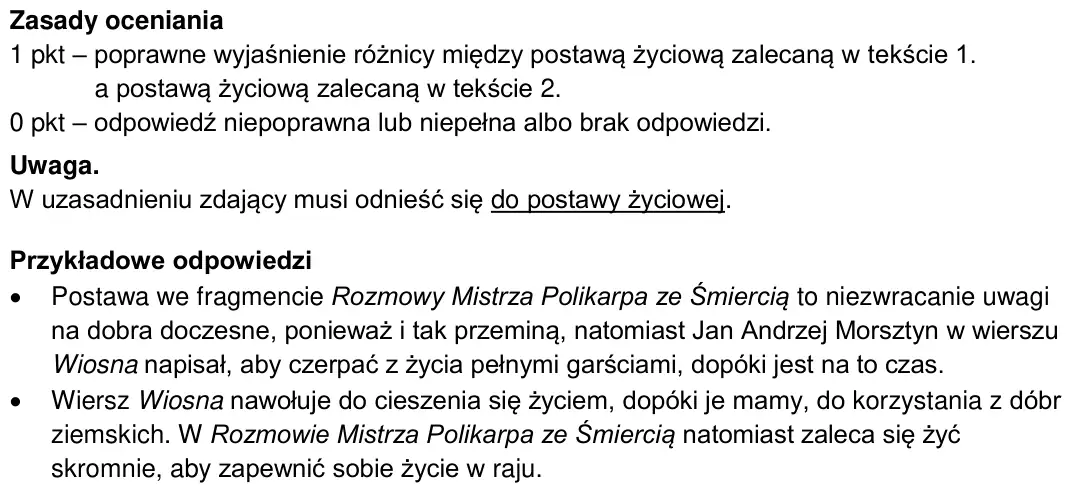 Zasady oceniania
1 pkt – poprawne wyjaśnienie różnicy między postawą życiową zalecaną w tekście 1.
a postawą życiową zalecaną w tekście 2.
0 pkt – odpowiedź niepoprawna lub niepełna albo brak odpowiedzi.
Uwaga.
W uzasadnieniu zdający musi odnieść się do postawy życiowej.
Przykładowe odpowiedzi
• Postawa we fragmencie Rozmowy Mistrza Polikarpa ze Śmiercią to niezwracanie uwagi
na dobra doczesne, ponieważ i tak przeminą, natomiast Jan Andrzej Morsztyn w wierszu
Wiosna napisał, aby czerpać z życia pełnymi garściami, dopóki jest na to czas.
• Wiersz Wiosna nawołuje do cieszenia się życiem, dopóki je mamy, do korzystania z dóbr
ziemskich. W Rozmowie Mistrza Polikarpa ze Śmiercią natomiast zaleca się żyć
skromnie, aby zapewnić sobie życie w raju.